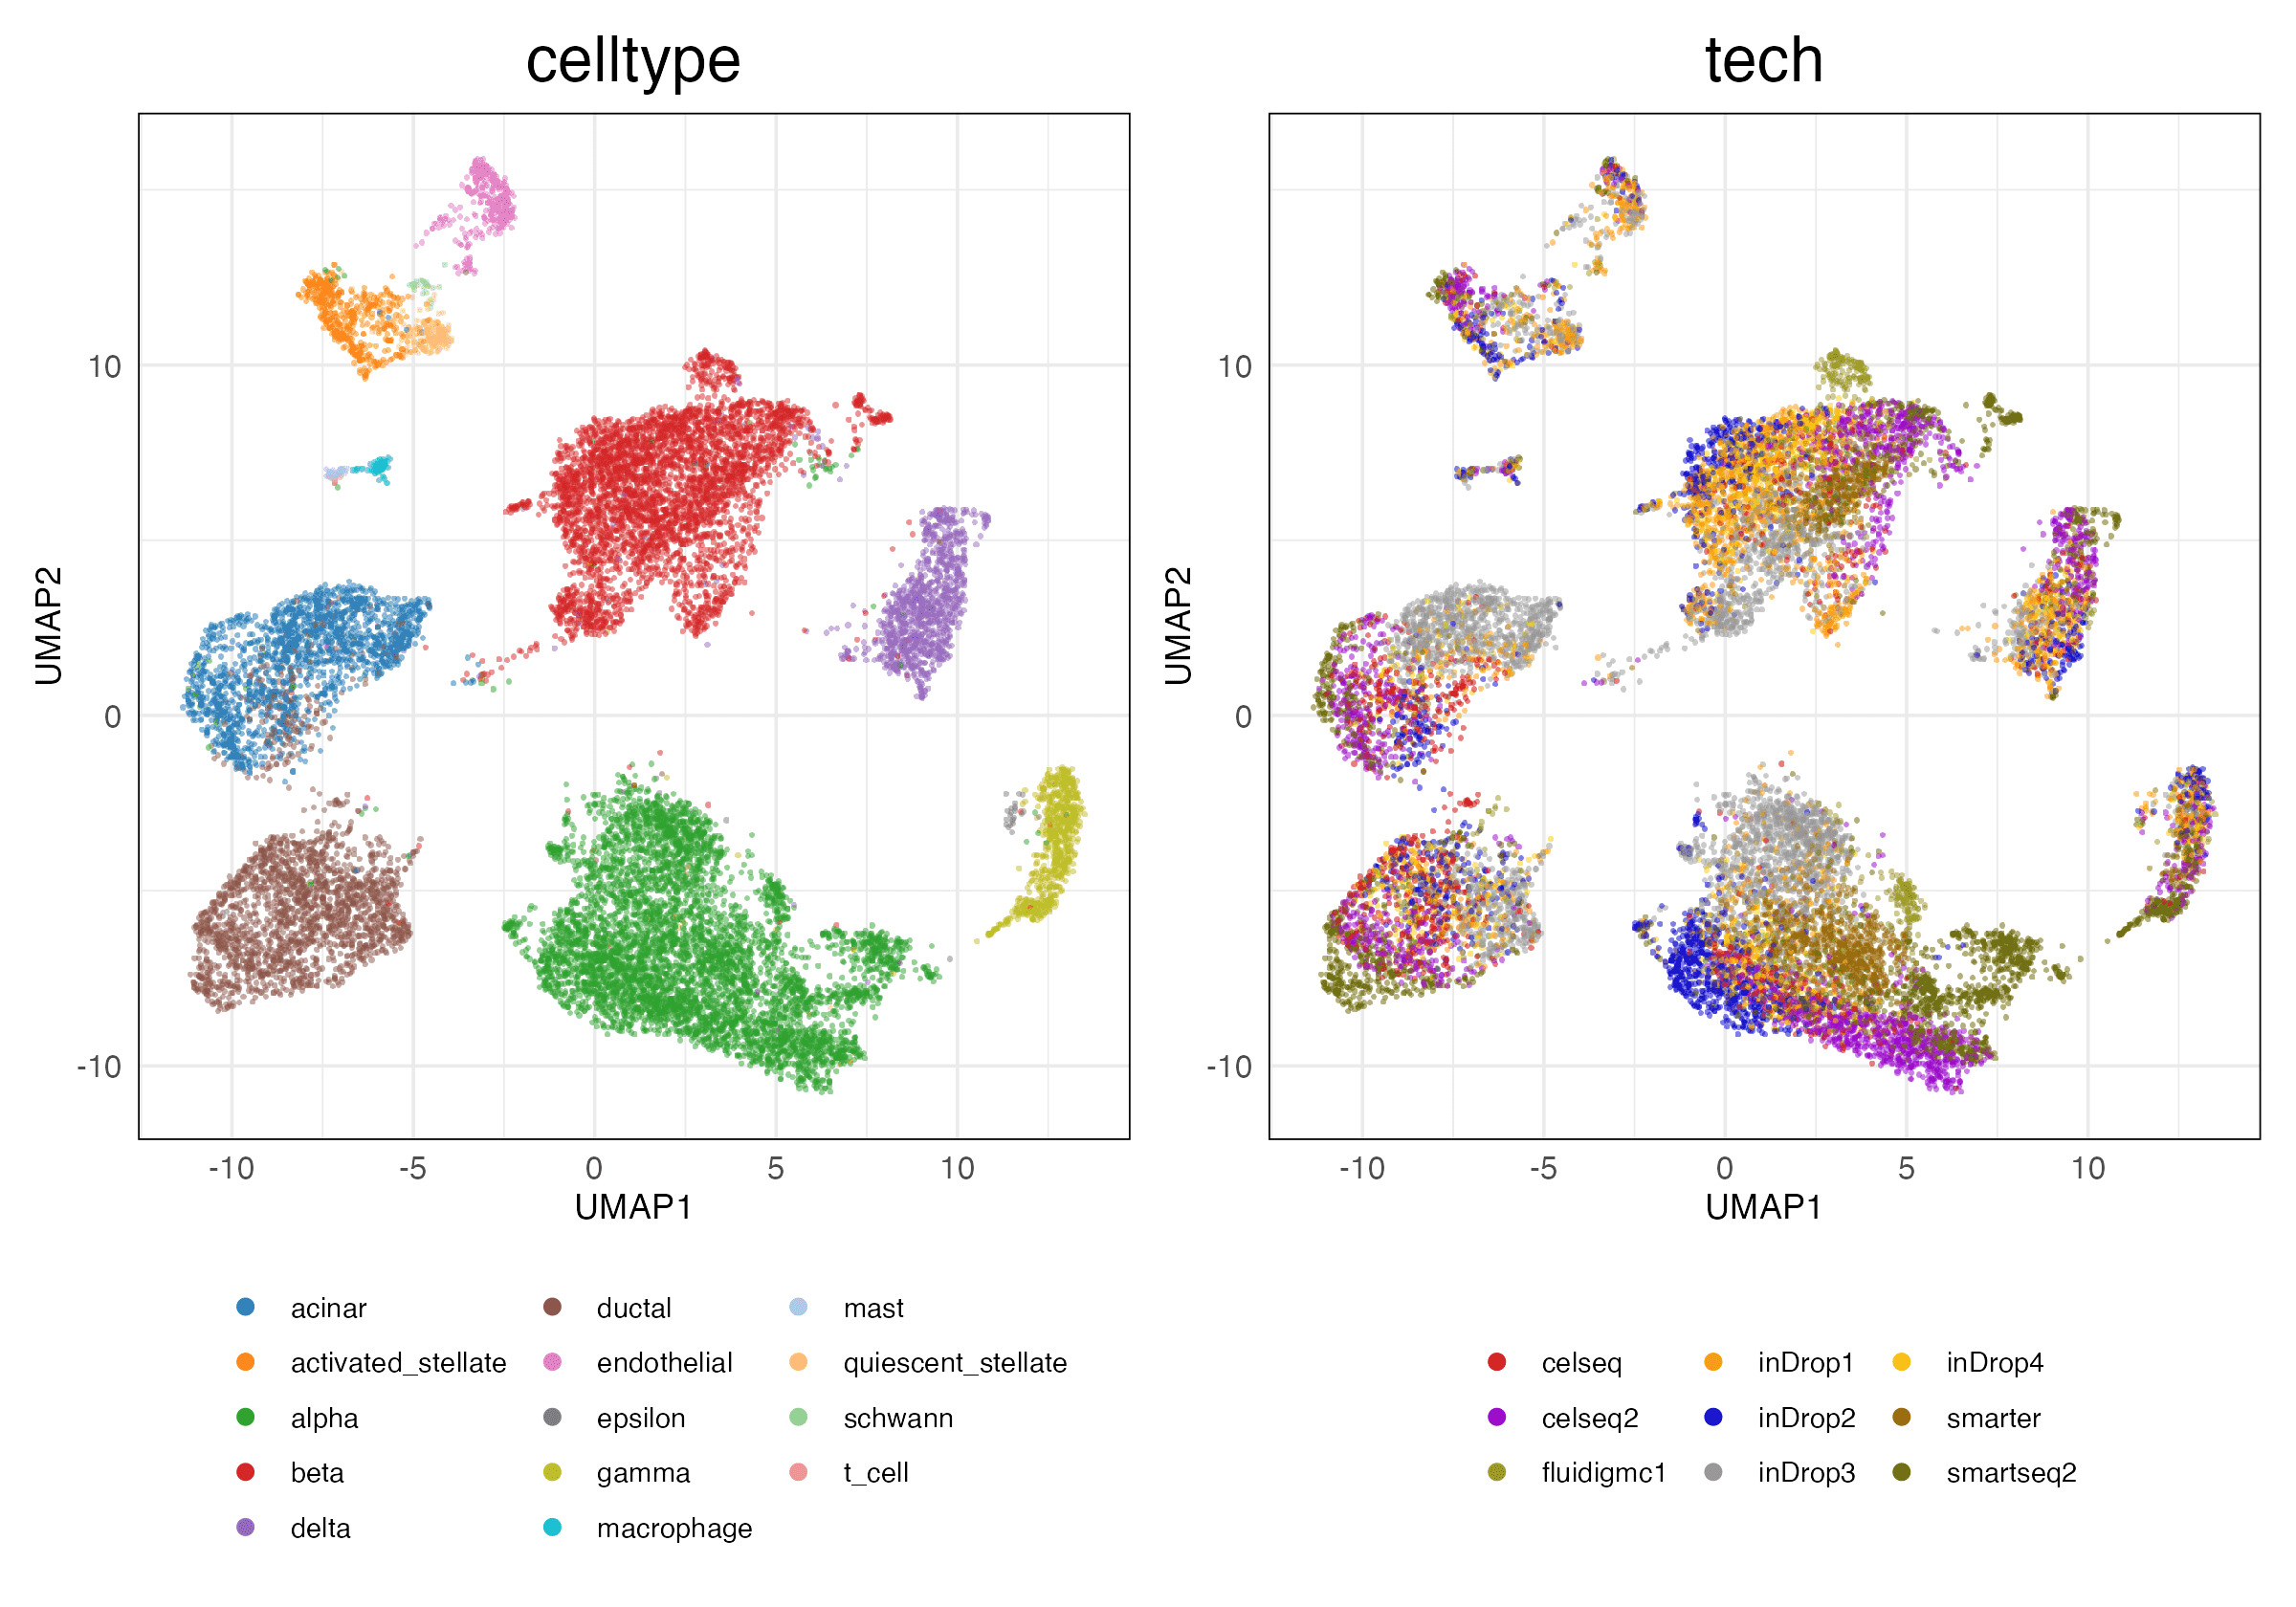 celltype
tech
UMAP2
10
0
-10
-10 -5 0 5 10
UMAP1
UMAP2
10
0
-10
-10 -5 0 5 10
UMAP1
acinar ductal mast
activated_stellate endothelial quiescent_stellate
alpha epsilon schwann
beta gamma t_cell
delta macrophage
celseq inDrop1 inDrop4
celseq2 inDrop2 smarter
fluidigmc1 inDrop3 smartseq2